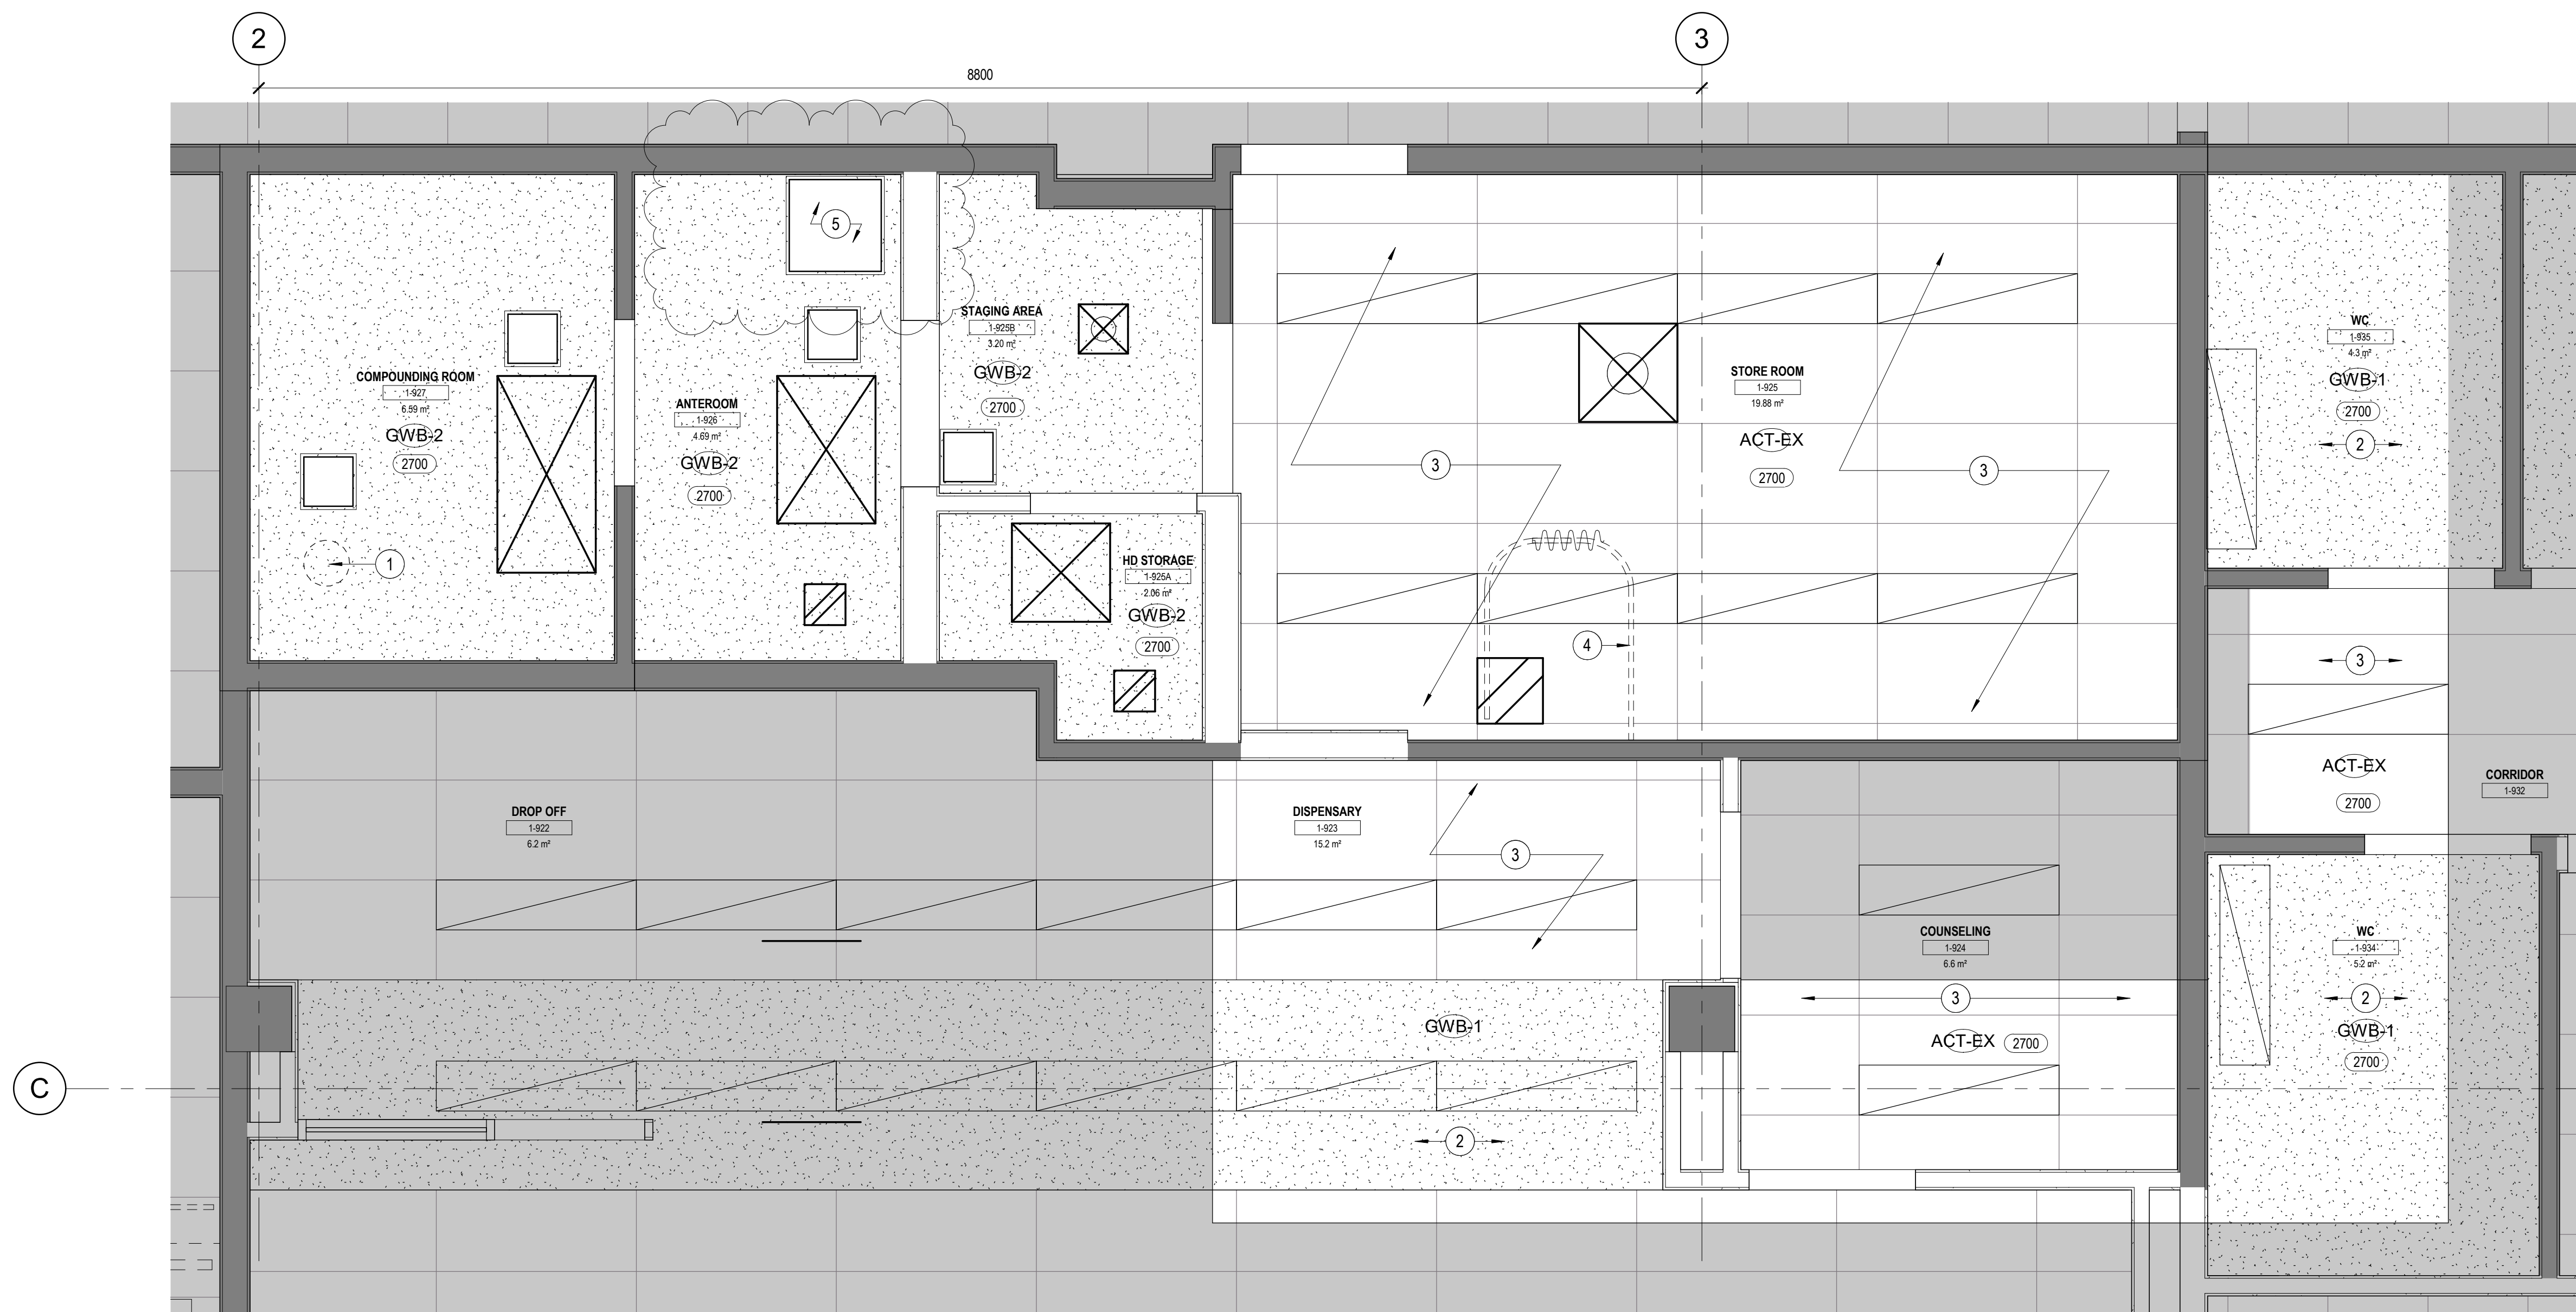 2
3
8800
5
COMPOUNDING ROOM
1-927
6.59 m²
GWB-2
2700
1
ANTEROOM
1-926
4.69 m²
GWB-2
2700
STAGING AREA
1-925B
3.20 m²
GWB-2
2700
HD STORAGE
1-925A
2.06 m²
GWB-2
2700
STORE ROOM
1-925
19.88 m²
ACT-EX
2700
3
3
4
WC
1-935
4.3 m²
GWB-1
2700
2
3
ACT-EX
2700
CORRIDOR
1-932
DROP OFF
1-922
6.2 m²
DISPENSARY
1-923
15.2 m²
3
GWB-1
2
COUNSELING
1-924
6.6 m²
3
ACT-EX 2700
WC
1-934
5.2 m²
2
GWB-1
2700
C